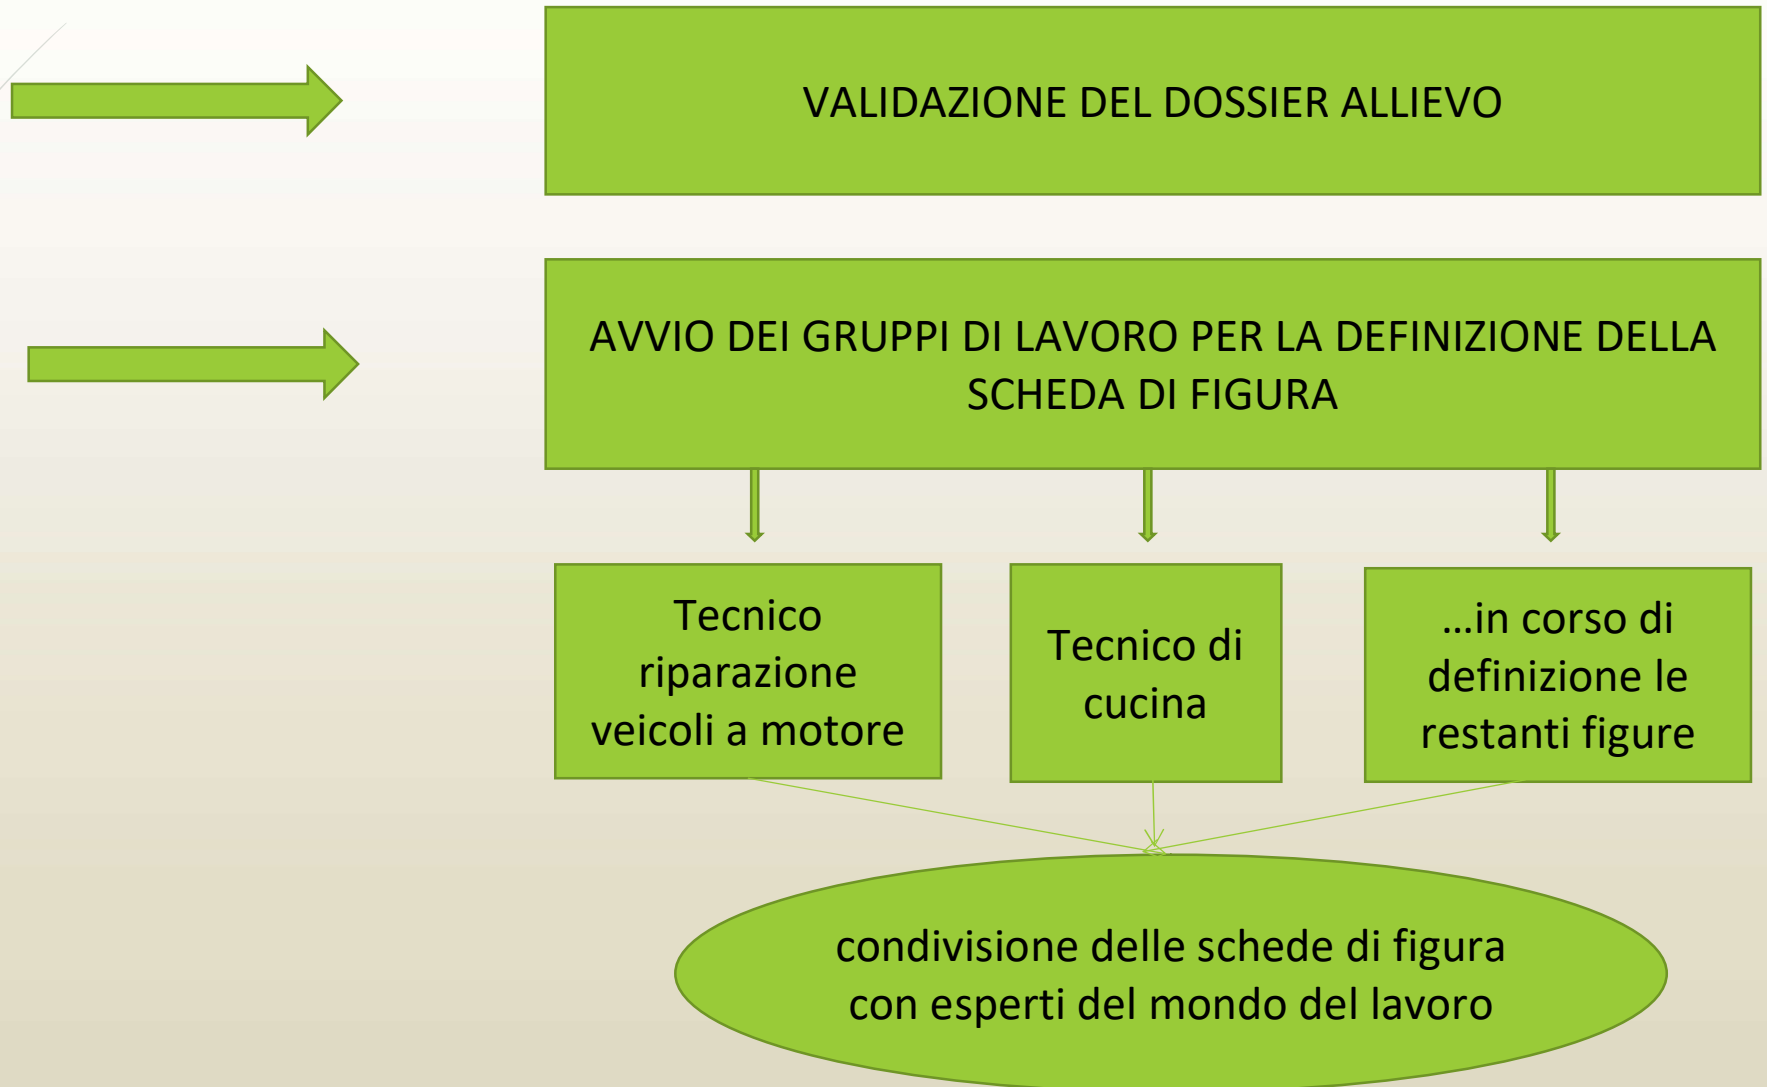 VALIDAZIONE DEL DOSSIER ALLIEVO
AVVIO DEI GRUPPI DI LAVORO PER LA DEFINIZIONE DELLA
SCHEDA DI FIGURA
Tecnico
riparazione
veicoli a motore
Tecnico di
cucina
...in corso di
definizione le
restanti figure
condivisione delle schede di figura
con esperti del mondo del lavoro